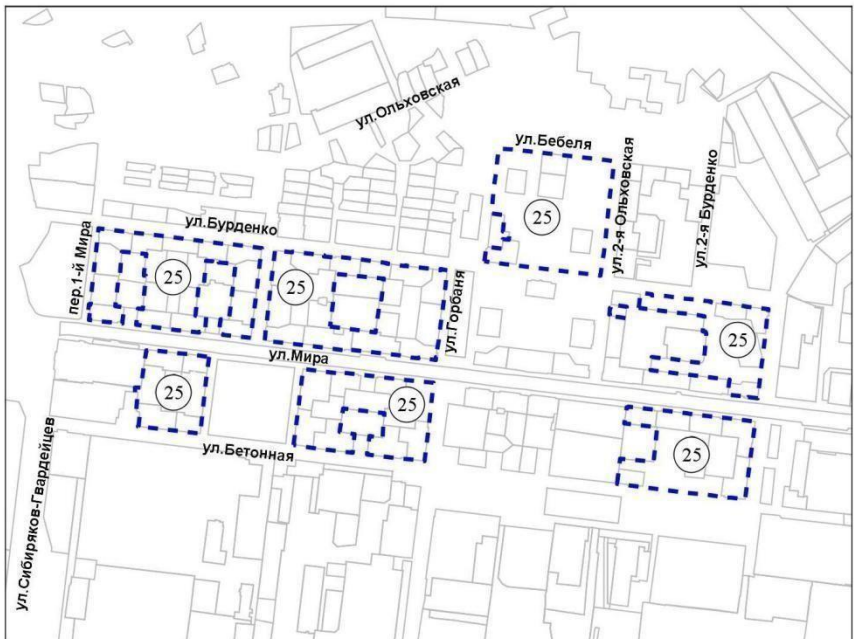 ул.Ольховская
ул.Бебеля
ул.2-я Ольховская
ул.2-я Бурденко
25
ул.Бурденко
пер.1-й Мира
25
25
ул.Горбаня
25
ул.Мира
25
25
ул.Бетонная
25
ул.Сибиряков-Гвардейцев